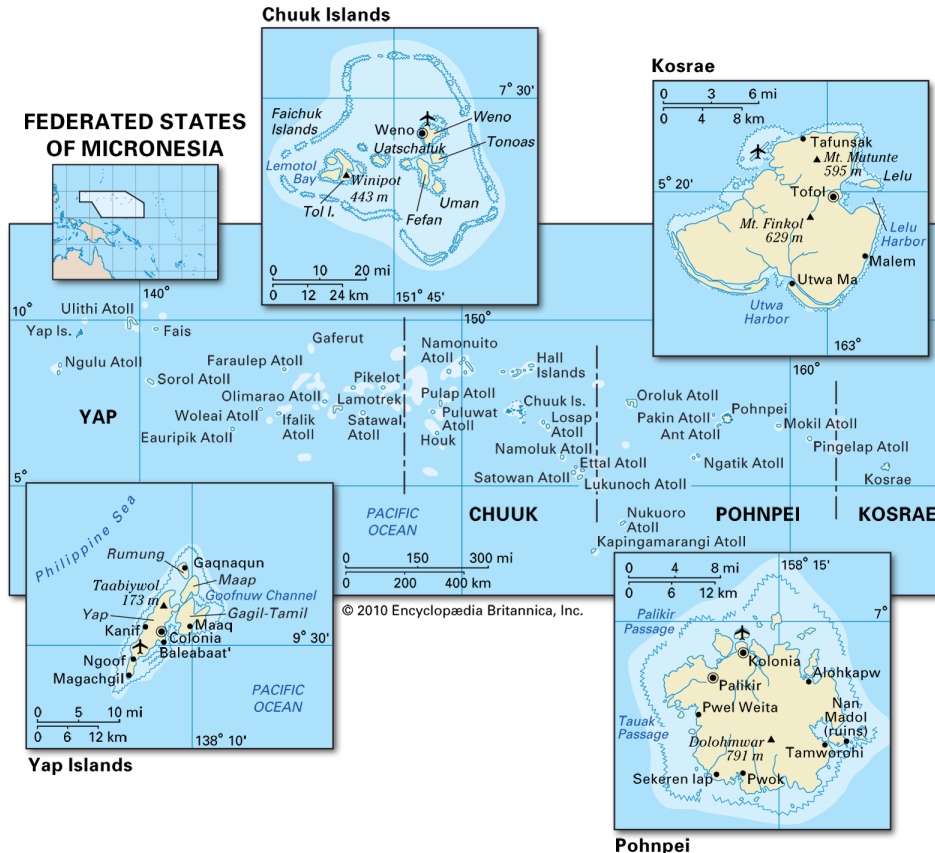 Chuuk Islands
7° 30'
Faichuk
Islands
Weno
Weno
Uatschatuk
Tonoas
Lemotol
Bay
Winipot
443 m
Tol I.
Fefan
Uman
0 10 20 mi
0 12 24 km
151° 45'
Kosrae
0 3 6 mi
0 4 8 km
Tafunsak
Mt. Mutunte
595 m
5° 20'
Lelu
Tofol
Mt. Finkol
629 m
Lelu
Harbor
Malem
Utwa Ma
Utwa
Harbor
163°
FEDERATED STATES
OF MICRONESIA
140°
150°
160°
10°
5°
Ulithi Atoll
Yap Is.
Fais
Ngulu Atoll
Sorol Atoll
Gaferut
Faraulep Atoll
Olimarao Atoll
Pikelot
Lamotrek
Woleai Atoll
Ifalik
Atoll
Satawal
Atoll
Eauripik Atoll
YAP
Namonuito
Atoll
Hall
Islands
Pulap Atoll
Chuuk Is.
Puluwat
Atoll
Losap
Atoll
Houk
Namoluk Atoll
Ettal Atoll
Satowan Atoll
Lukunoch Atoll
PACIFIC
OCEAN
CHUUK
Oroluk Atoll
Pakin Atoll
Pohnpei
Ant Atoll
Mokil Atoll
Pingelap Atoll
Ngatik Atoll
Kosrae
Nukuoro
Atoll
Kapingamarangi Atoll
POHNPEI
KOSRAE
0 150 300 mi
0 200 400 km
© 2010 Encyclopædia Britannica, Inc.
Philippine Sea
Rumung
Gaqnaqun
Taabiywol
173 m
Maap
Goofnuw Channel
Yap
Gagil-Tamil
Kanif
Maaq
Colonia
Baleabaat'
9° 30'
Ngoof
Magachgil
PACIFIC
OCEAN
0 5 10 mi
0 6 12 km
138° 10'
Yap Islands
158° 15'
0 4 8 mi
0 6 12 km
Palikir
Passage
7°
Kolonia
Palikir
Alohkapw
Pwel Weita
Nan
Madol
(ruins)
Tauak
Passage
Dolohmwar
791 m
Tamworohi
Sekeren Iap
Pwok
Pohnpei